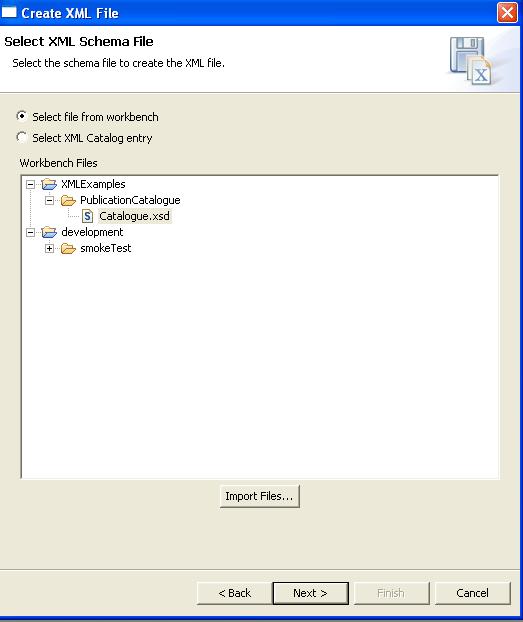 Create XML File
Select XML Schema File
Select the schema file to create the XML file.
X
Select file from workbench
Select XML Catalog entry
Workbench Files
XMLExamples
PublicationCatalogue
S Catalogue.xsd
development
smokeTest
Import Files...
< Back Next > Finish Cancel